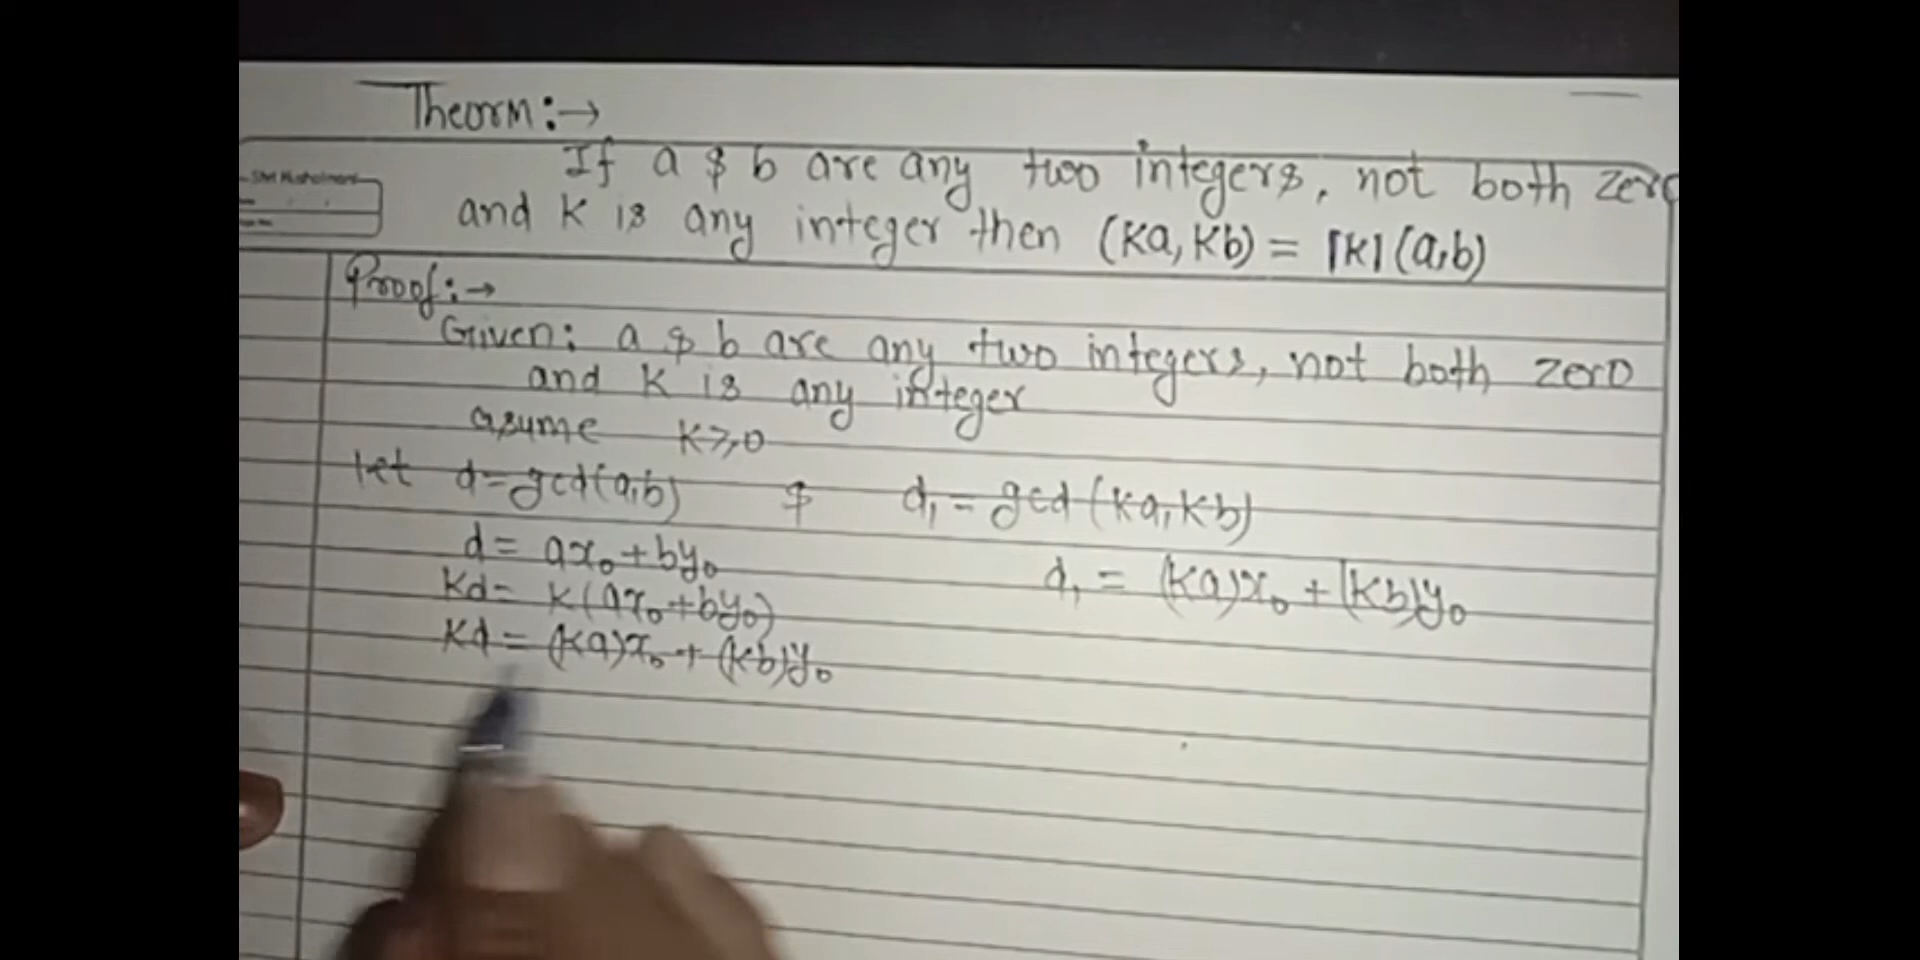 Theorm:→
If a $ b are any two integers, not both zero
and K is any integer then (Ka, Kb) = |K| (a,b)
Proof:→
Given: a $ b are any two integers, not both zero
and K is any integer
assume K≥0
let d=gcd(a,b) $ d₁ = gcd (Ka, Kb)
d = ax₀+by₀ d₁ = (Ka)x₀ + (Kb)y₀
Kd= K(ax₀+by₀)
Kd = (Ka)x₀ + (Kb)y₀